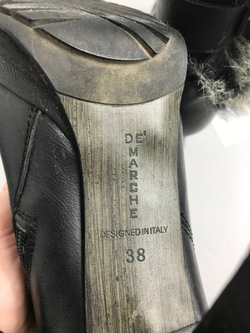 DE'MARCHE
DESIGNED IN ITALY
38